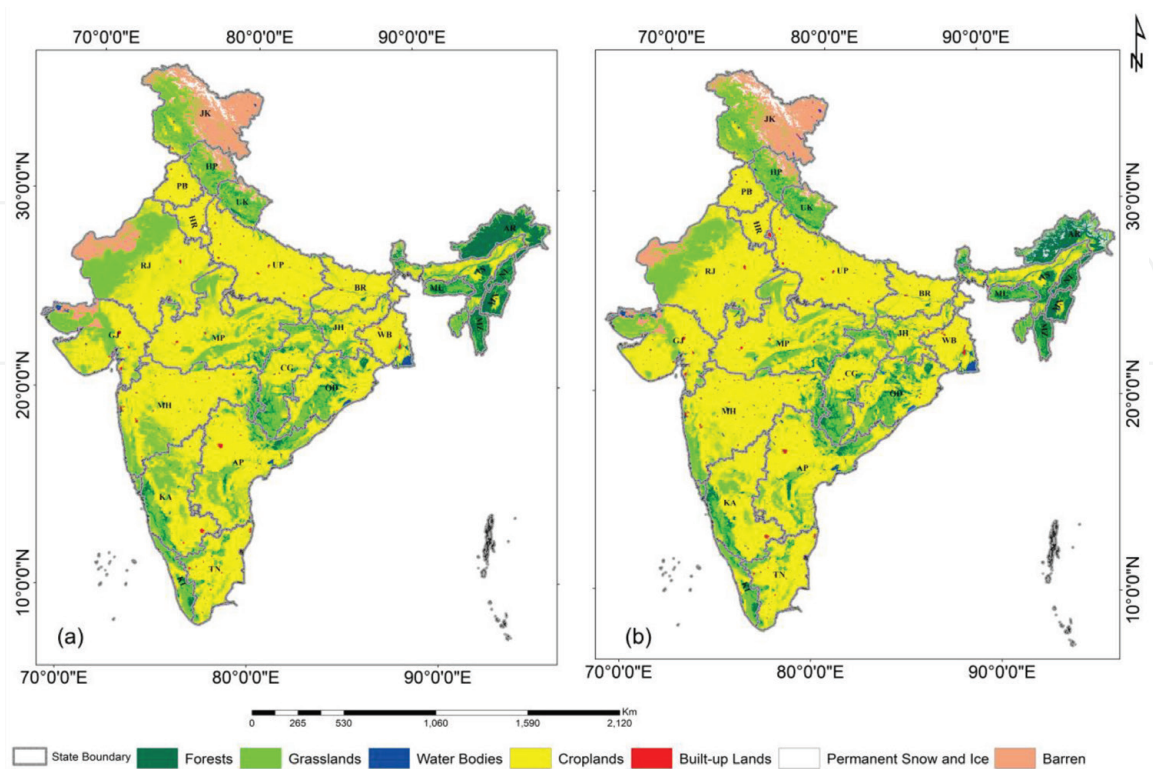 70°0'0"E 80°0'0"E 90°0'0"E 70°0'0"E 80°0'0"E 90°0'0"E
N
30°0'0"N 20°0'0"N 10°0'0"N
JK
HP
PB
UK
HR
AR
RJ
UP
AS
BR
ML
MZ
GJ
MP
JH
WB
CG
OD
MH
AP
KA
TN
KL
(a)
30°0'0"N 20°0'0"N 10°0'0"N
JK
HP
PB
UK
HR
AR
RJ
UP
AS
BR
ML
MZ
GJ
MP
JH
WB
CG
OD
MH
AP
KA
TN
KL
(b)
70°0'0"E 80°0'0"E 90°0'0"E 70°0'0"E 80°0'0"E 90°0'0"E
Km
0 265 530 1,060 1,590 2,120
State Boundary Forests Grasslands Water Bodies Croplands Built-up Lands Permanent Snow and Ice Barren